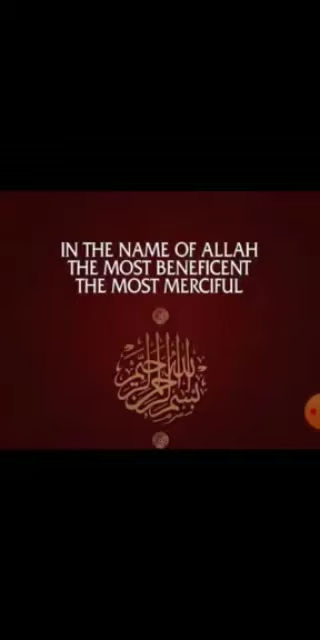 IN THE NAME OF ALLAH
THE MOST BENEFICENT
THE MOST MERCIFUL
بسم الله الرحمن الرحيم